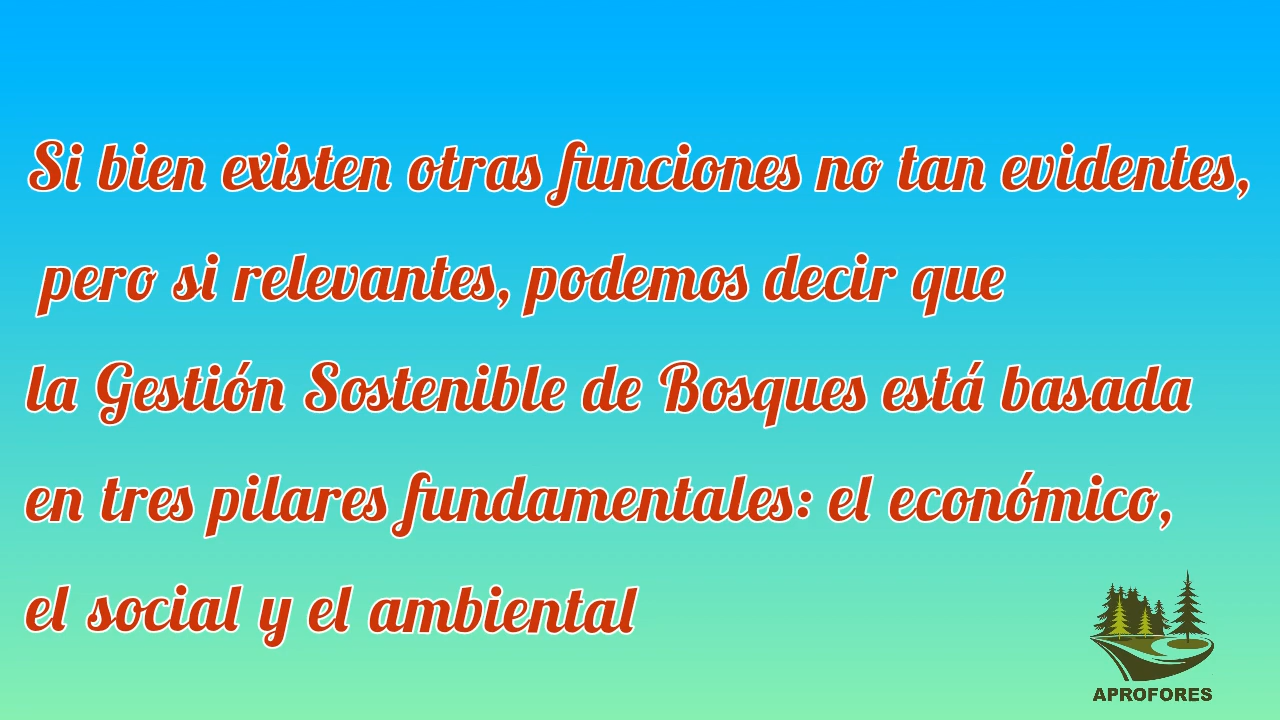 Si bien existen otras funciones no tan evidentes,
pero si relevantes, podemos decir que
la Gestión Sostenible de Bosques está basada
en tres pilares fundamentales: el económico,
el social y el ambiental
APROFORES